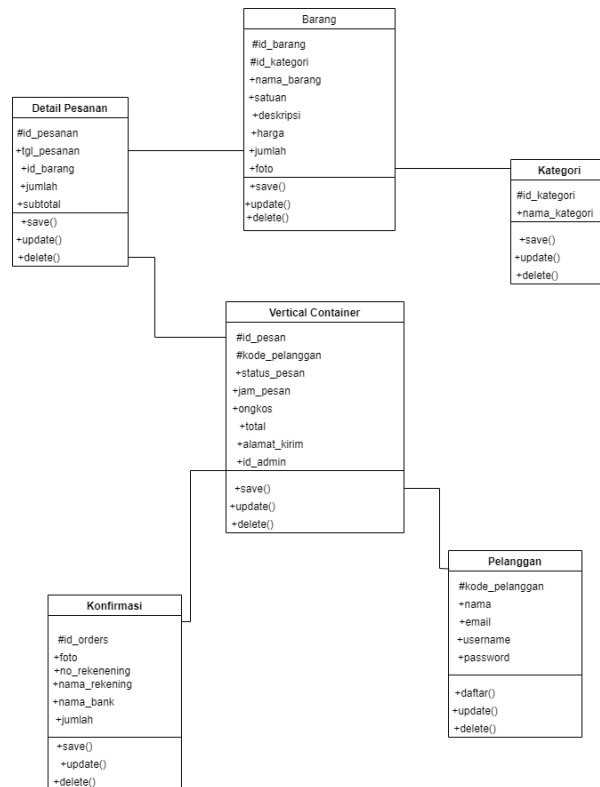 Barang
#id_barang
#id_kategori
+nama_barang
+satuan
+deskripsi
+harga
+jumlah
+foto
+save()
+update()
+delete()
Detail Pesanan
#id_pesanan
+tgl_pesanan
+id_barang
+jumlah
+subtotal
+save()
+update()
+delete()
Kategori
#id_kategori
+nama_kategori
+save()
+update()
+delete()
Vertical Container
#id_pesan
#kode_pelanggan
+status_pesan
+jam_pesan
+ongkos
+total
+alamat_kirim
+id_admin
+save()
+update()
+delete()
Pelanggan
#kode_pelanggan
+nama
+email
+username
+password
+daftar()
+update()
+delete()
Konfirmasi
#id_orders
+foto
+no_rekenening
+nama_rekening
+nama_bank
+jumlah
+save()
+update()
+delete()